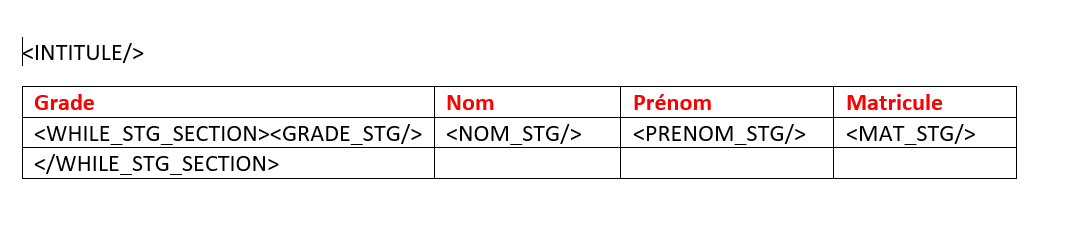 <INTITULE/>
Grade Nom Prénom Matricule
<WHILE_STG_SECTION><GRADE_STG/> <NOM_STG/> <PRENOM_STG/> <MAT_STG/>
</WHILE_STG_SECTION>